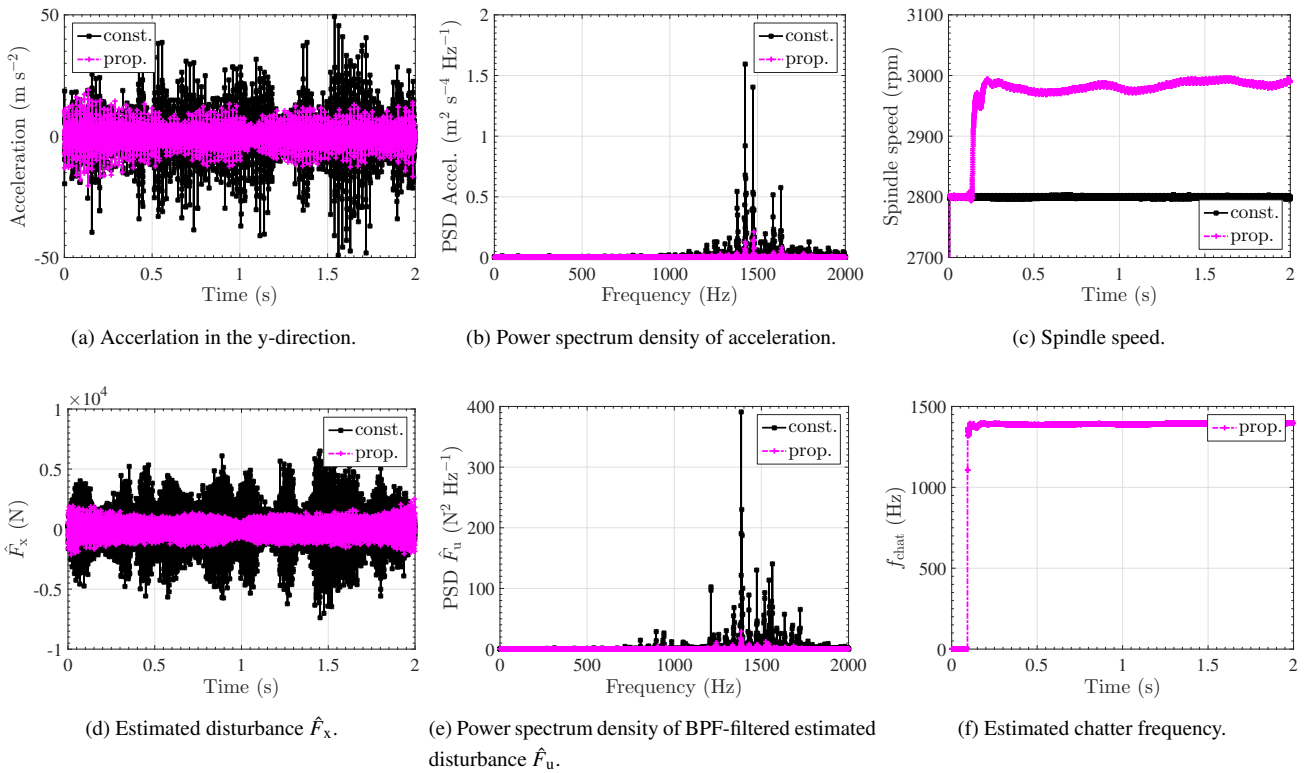 50
0
-50
0
0.5
1
1.5
2
Acceleration (m s⁻²)
Time (s)
const.
prop.
(a) Accerlation in the y-direction.
2
1.5
1
0.5
0
0
500
1000
1500
2000
PSD Accel. (m² s⁻⁴ Hz⁻¹)
Frequency (Hz)
const.
prop.
(b) Power spectrum density of acceleration.
3100
3000
2900
2800
2700
0
0.5
1
1.5
2
Spindle speed (rpm)
Time (s)
const.
prop.
(c) Spindle speed.
×10⁴
1
0.5
0
-0.5
-1
0
0.5
1
1.5
2
F̂x (N)
Time (s)
const.
prop.
(d) Estimated disturbance F̂x.
400
300
200
100
0
0
500
1000
1500
2000
PSD F̂u (N² Hz⁻¹)
Frequency (Hz)
const.
prop.
(e) Power spectrum density of BPF-filtered estimated
disturbance F̂u.
1500
1000
500
0
0
0.5
1
1.5
2
fchat (Hz)
Time (s)
prop.
(f) Estimated chatter frequency.